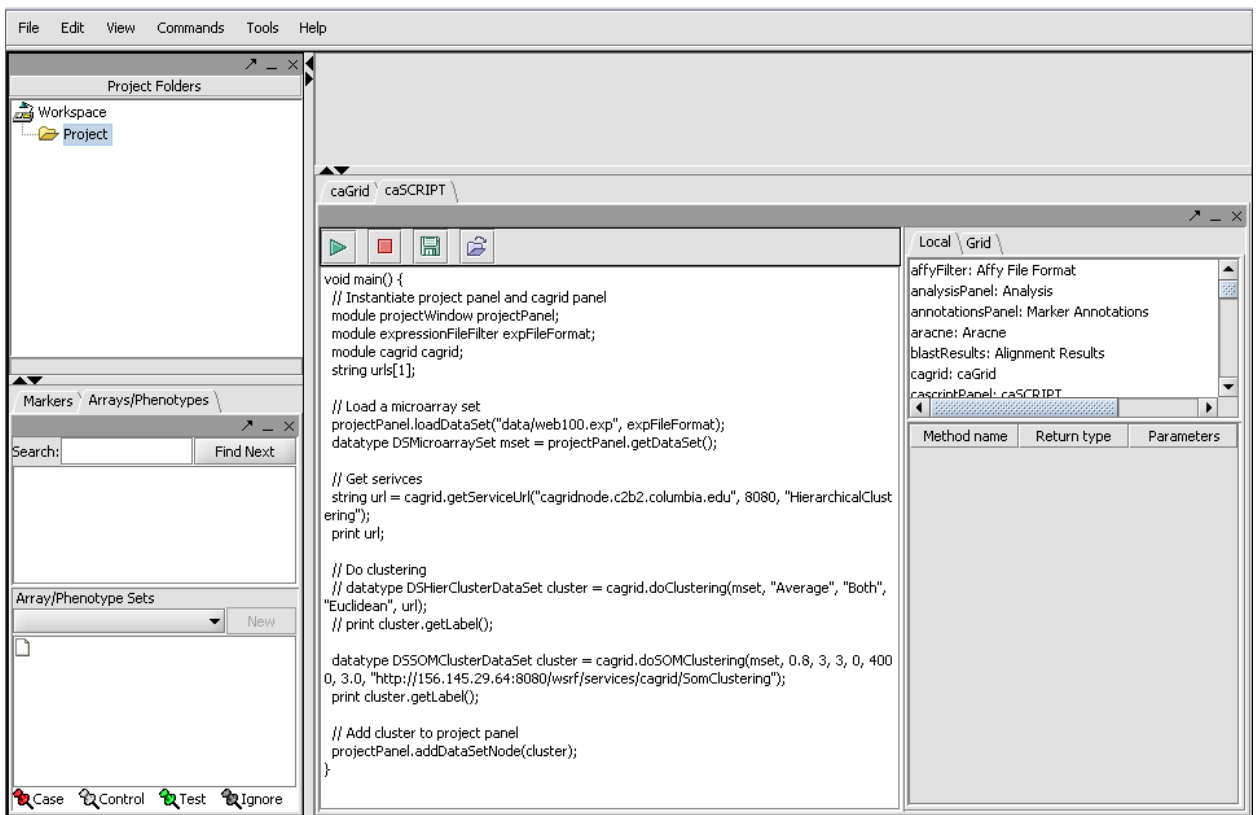 File Edit View Commands Tools Help
Project Folders
Workspace
Project
Markers Arrays/Phenotypes
Search: Find Next
Array/Phenotype Sets
New
Case Control Test Ignore
caGrid caSCRIPT
void main() {
// Instantiate project panel and cagrid panel
module projectWindow projectPanel;
module expressionFileFilter expFileFormat;
module cagrid cagrid;
string urls[1];
// Load a microarray set
projectPanel.loadDataSet("data/web100.exp", expFileFormat);
datatype DSMicroarraySet mset = projectPanel.getDataSet();
// Get serivces
string url = cagrid.getServiceUrl("cagridnode.c2b2.columbia.edu", 8080, "HierarchicalClust
ering");
print url;
// Do clustering
// datatype DSHierClusterDataSet cluster = cagrid.doClustering(mset, "Average", "Both",
"Euclidean", url);
// print cluster.getLabel();
datatype DSSOMClusterDataSet cluster = cagrid.doSOMClustering(mset, 0.8, 3, 3, 0, 400
0, 3.0, "http://156.145.29.64:8080/wsrf/services/cagrid/SomClustering");
print cluster.getLabel();
// Add cluster to project panel
projectPanel.addDataSetNode(cluster);
}
Local Grid
affyFilter: Affy File Format
analysisPanel: Analysis
annotationsPanel: Marker Annotations
aracne: Aracne
blastResults: Alignment Results
cagrid: caGrid
cascriptPanel: caSCRIPT
Method name Return type Parameters